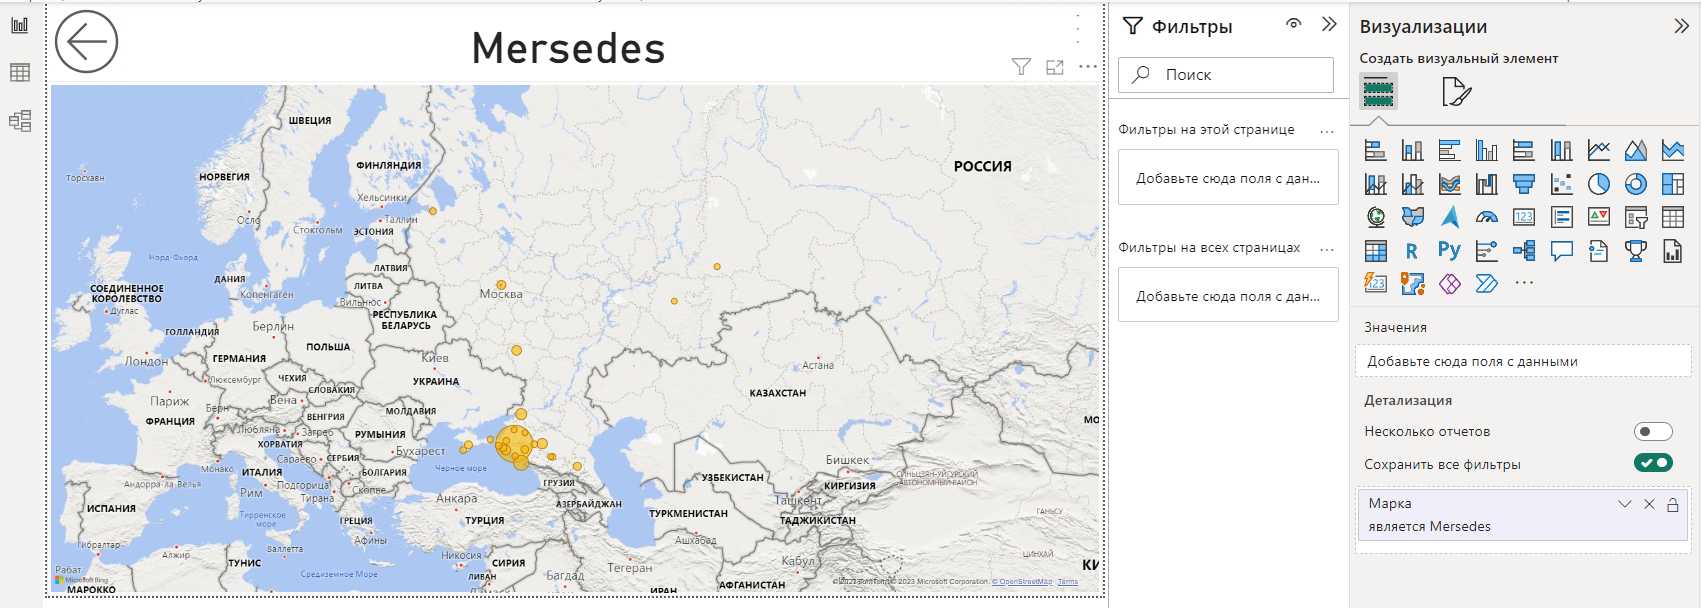 Mersedes
ШВЕЦИЯ
ФИНЛЯНДИЯ
РОССИЯ
Торсхавн
НОРВЕГИЯ
Хельсинки
Осло
Таллин
Стокгольм
ЭСТОНИЯ
Норд-Фьорд
ЛАТВИЯ
ДАНИЯ
СОЕДИНЕННОЕ
КОРОЛЕВСТВО
Копенгаген
ЛИТВА
Москва
Вильнюс
Дуглас
РЕСПУБЛИКА
БЕЛАРУСЬ
ГОЛЛАНДИЯ
Берлин
ПОЛЬША
Лондон
ГЕРМАНИЯ
Киев
Астана
Люксембург
ЧЕХИЯ
УКРАИНА
СЛОВАКИЯ
КАЗАХСТАН
Париж
Вена
Берн
ВЕНГРИЯ
МОЛДАВИЯ
ФРАНЦИЯ
МО
Любляна
Загреб
РУМЫНИЯ
ХОРВАТИЯ
Бухарест
Сараево
СЕРБИЯ
Монако
Черное море
Бишкек
ИТАЛИЯ
БОЛГАРИЯ
СИНЬЦЗЯН-УЙГУРСКИЙ
АВТОНОМНЫЙ РАЙОН
УЗБЕКИСТАН
Андорра-ла-Велья
Подгорица
ГРУЗИЯ
КИРГИЗИЯ
Рим
Скопье
Тирана
Анкара
Ташкент
АЗЕРБАЙДЖАН
ИСПАНИЯ
Тирренское
море
ГРЕЦИЯ
ТУРЦИЯ
ТУРКМЕНИСТАН
ТАДЖИКИСТАН
ГАНЬСУ
Афины
Ашхабад
Гибралтар
Алжир
Валлетта
Никосия
ЦИНХАЙ
ТУНИС
СИРИЯ
Тегеран
Кабул
КИ
Рабат
Средиземное Море
ЛИВАН
Багдад
Microsoft Bing
© 2023 Microsoft Corporation, © OpenStreetMap Terms
МАРОККО
ИРАН
АФГАНИСТАН
Фильтры
Поиск
Фильтры на этой странице ...
Добавьте сюда поля с дан...
Фильтры на всех страницах ...
Добавьте сюда поля с дан...
Визуализации
Создать визуальный элемент
Значения
Добавьте сюда поля с данными
Детализация
Несколько отчетов
Сохранить все фильтры
Марка
является Mersedes